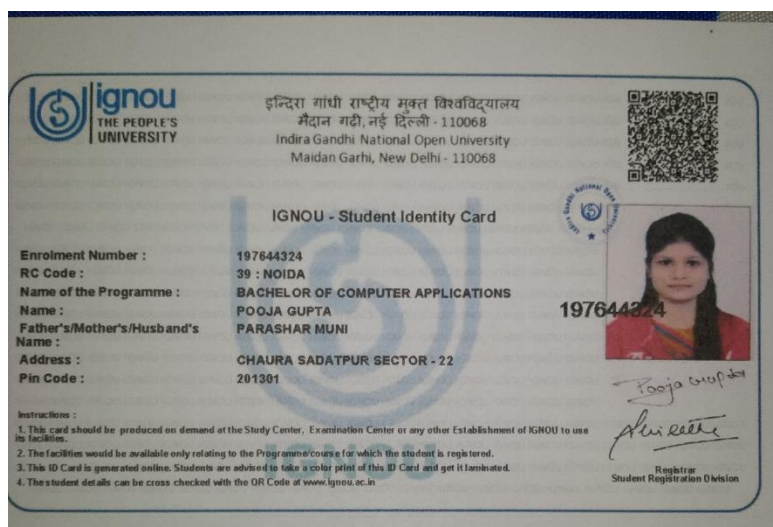 ignou
THE PEOPLE'S
UNIVERSITY
इन्दिरा गांधी राष्ट्रीय मुक्त विश्वविद्यालय
मैदान गढी, नई दिल्ली - 110068
Indira Gandhi National Open University
Maidan Garhi, New Delhi - 110068
Indira Gandhi National Open University
IGNOU - Student Identity Card
Enrolment Number : 197644324
RC Code : 39 : NOIDA
Name of the Programme : BACHELOR OF COMPUTER APPLICATIONS
Name : POOJA GUPTA
Father's/Mother's/Husband's PARASHAR MUNI
Name :
Address : CHAURA SADATPUR SECTOR - 22
Pin Code : 201301
197644324
Pooja Gupta
Instructions :
1. This card should be produced on demand at the Study Center, Examination Center or any other Establishment of IGNOU to use
its facilities.
2. The facilities would be available only relating to the Programme/course for which the student is registered.
3. This ID Card is generated online. Students are advised to take a color print of this ID Card and get it laminated.
4. The student details can be cross checked with the QR Code at www.ignou.ac.in
IGNOU
Registrar
Student Registration Division